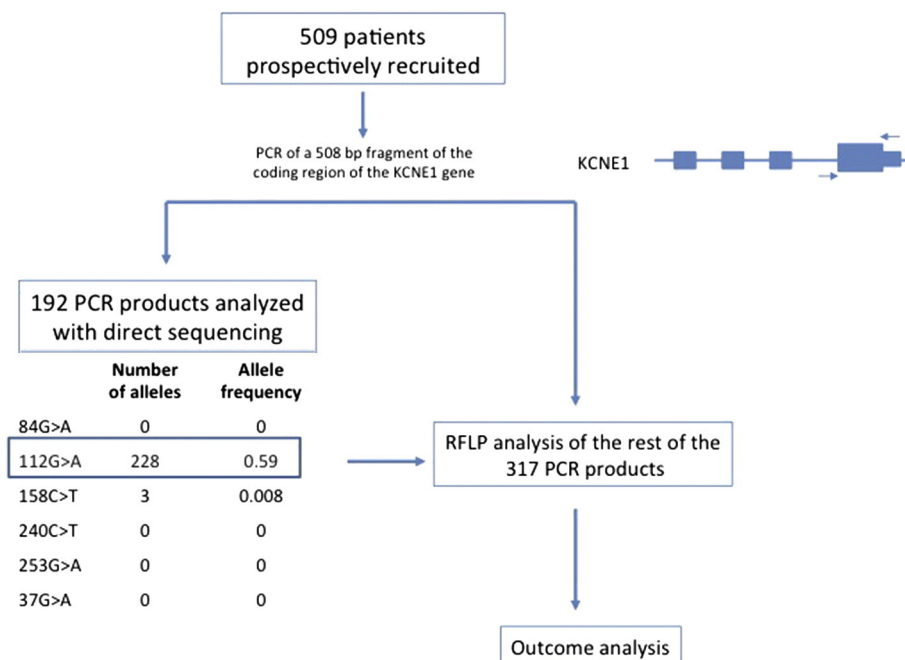 509 patients
prospectively recruited
PCR of a 508 bp fragment of the
coding region of the KCNE1 gene
KCNE1
192 PCR products analyzed
with direct sequencing
Number of alleles Allele frequency
84G>A 0 0
112G>A 228 0.59
158C>T 3 0.008
240C>T 0 0
253G>A 0 0
37G>A 0 0
RFLP analysis of the rest of the
317 PCR products
Outcome analysis